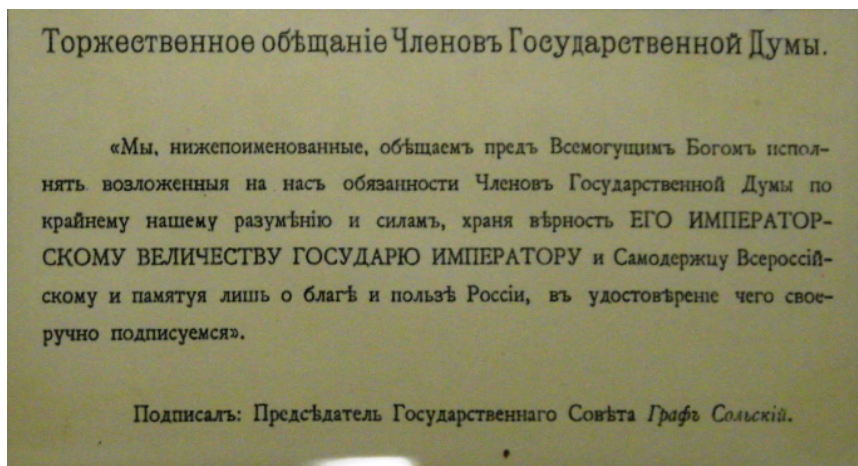 Торжественное обѣщаніе Членовъ Государственной Думы.
«Мы, нижепоименованные, обѣщаемъ предъ Всемогущимъ Богомъ испол-
нять возложенныя на насъ обязанности Членовъ Государственной Думы по
крайнему нашему разумѣнію и силамъ, храня вѣрность ЕГО ИМПЕРАТОР-
СКОМУ ВЕЛИЧЕСТВУ ГОСУДАРЮ ИМПЕРАТОРУ и Самодержцу Всероссій-
скому и памятуя лишь о благѣ и пользѣ Россіи, въ удостовѣреніе чего свое-
ручно подписуемся».
Подписалъ: Предсѣдатель Государственнаго Совѣта Графъ Сольскій.